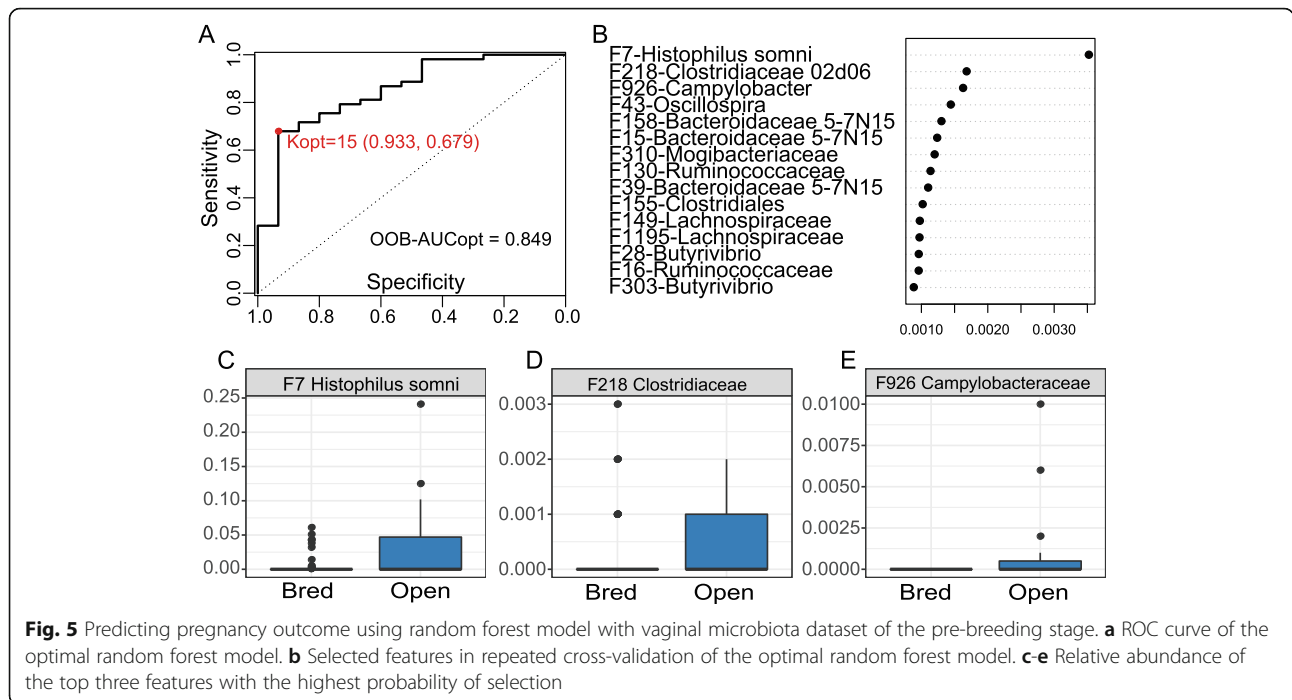 A
1.0
0.8
0.6
0.4
0.2
0.0
Sensitivity
Kopt=15 (0.933, 0.679)
OOB-AUCopt = 0.849
Specificity
1.0 0.8 0.6 0.4 0.2 0.0
B
F7-Histophilus somni
F218-Clostridiaceae 02d06
F926-Campylobacter
F43-Oscillospira
F158-Bacteroidaceae 5-7N15
F15-Bacteroidaceae 5-7N15
F310-Mogibacteriaceae
F130-Ruminococcaceae
F39-Bacteroidaceae 5-7N15
F155-Clostridiales
F149-Lachnospiraceae
F1195-Lachnospiraceae
F28-Butyrivibrio
F16-Ruminococcaceae
F303-Butyrivibrio
0.0010 0.0020 0.0030
C
F7 Histophilus somni
0.25
0.20
0.15
0.10
0.05
0.00
Bred Open
D
F218 Clostridiaceae
0.003
0.002
0.001
0.000
Bred Open
E
F926 Campylobacteraceae
0.0100
0.0075
0.0050
0.0025
0.0000
Bred Open
Fig. 5 Predicting pregnancy outcome using random forest model with vaginal microbiota dataset of the pre-breeding stage. a ROC curve of the
optimal random forest model. b Selected features in repeated cross-validation of the optimal random forest model. c-e Relative abundance of
the top three features with the highest probability of selection